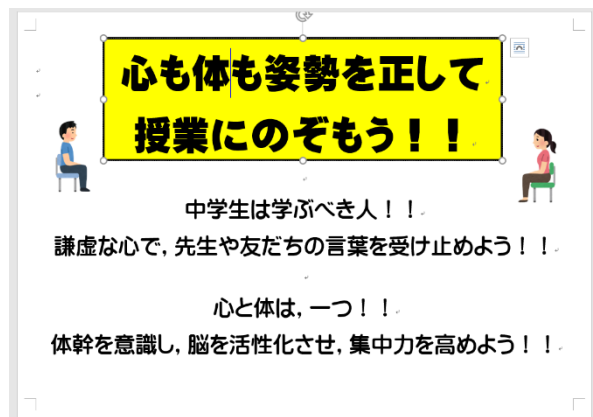 心も体も姿勢を正して
授業にのぞもう！！
中学生は学ぶべき人！！
謙虚な心で,先生や友だちの言葉を受け止めよう！！
心と体は,一つ！！
体幹を意識し,脳を活性化させ,集中力を高めよう！！